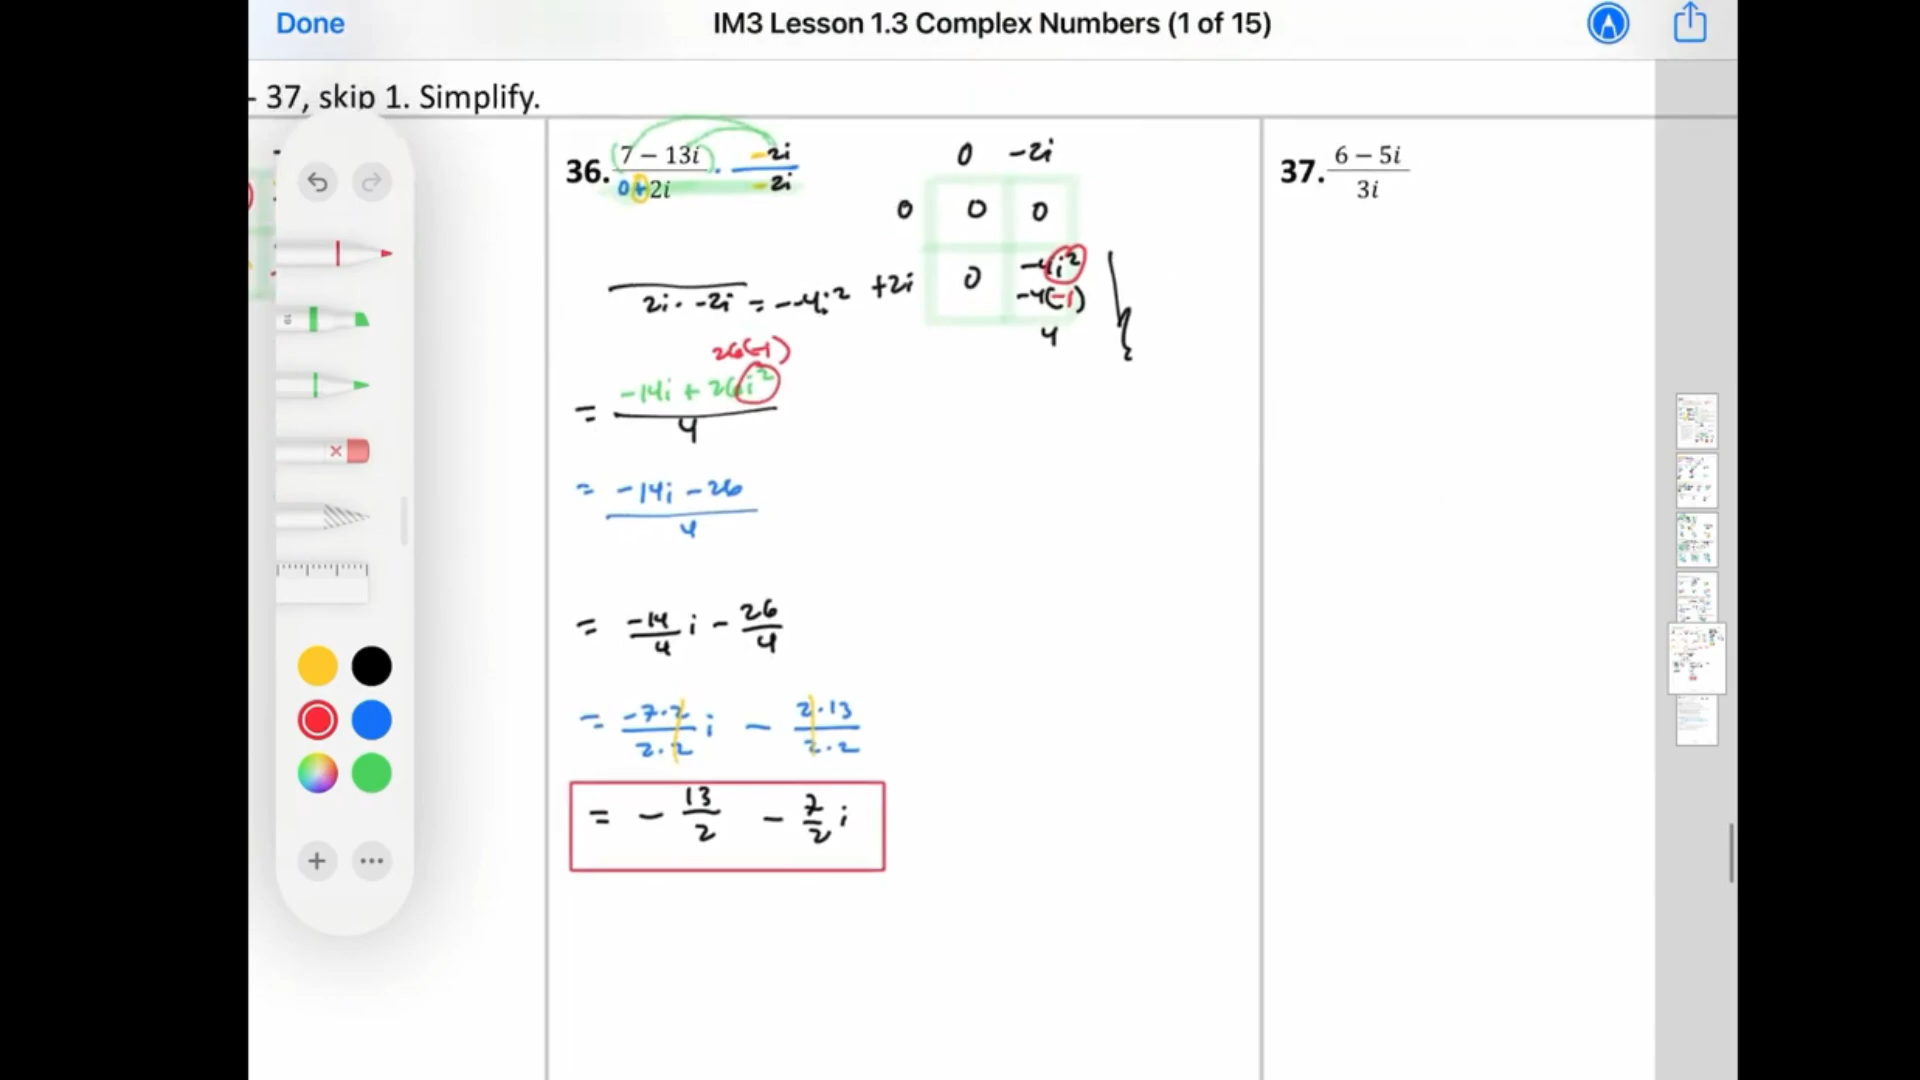 Done
IM3 Lesson 1.3 Complex Numbers (1 of 15)
- 37, skip 1. Simplify.
36. (7 − 13i)/(0+2i) · -2i/-2i
0 -2i
0 0 0
+2i 0 -4i²
-4(-1)
4
2i · -2i = -4i²
26(-1)
= (-14i + 26i²)/4
= (-14i - 26)/4
= -14/4 i - 26/4
= -7·2/2·2 i - 2·13/2·2
= - 13/2 - 7/2 i
37. (6 − 5i)/3i